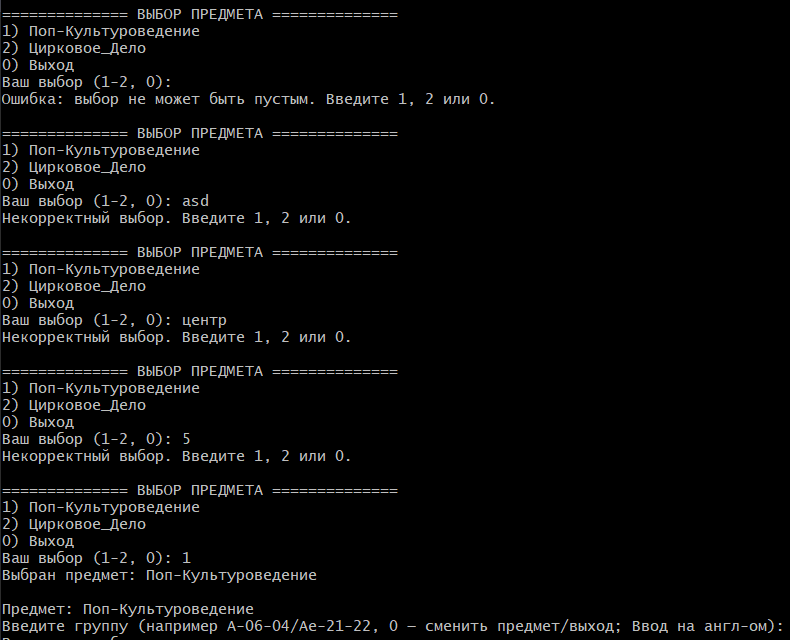 ============== ВЫБОР ПРЕДМЕТА ==============
1) Поп-Культуроведение
2) Цирковое_Дело
0) Выход
Ваш выбор (1-2, 0):
Ошибка: выбор не может быть пустым. Введите 1, 2 или 0.
============== ВЫБОР ПРЕДМЕТА ==============
1) Поп-Культуроведение
2) Цирковое_Дело
0) Выход
Ваш выбор (1-2, 0): asd
Некорректный выбор. Введите 1, 2 или 0.
============== ВЫБОР ПРЕДМЕТА ==============
1) Поп-Культуроведение
2) Цирковое_Дело
0) Выход
Ваш выбор (1-2, 0): центр
Некорректный выбор. Введите 1, 2 или 0.
============== ВЫБОР ПРЕДМЕТА ==============
1) Поп-Культуроведение
2) Цирковое_Дело
0) Выход
Ваш выбор (1-2, 0): 5
Некорректный выбор. Введите 1, 2 или 0.
============== ВЫБОР ПРЕДМЕТА ==============
1) Поп-Культуроведение
2) Цирковое_Дело
0) Выход
Ваш выбор (1-2, 0): 1
Выбран предмет: Поп-Культуроведение
Предмет: Поп-Культуроведение
Введите группу (например А-06-04/Ае-21-22, 0 — сменить предмет/выход; Ввод на англ-ом):